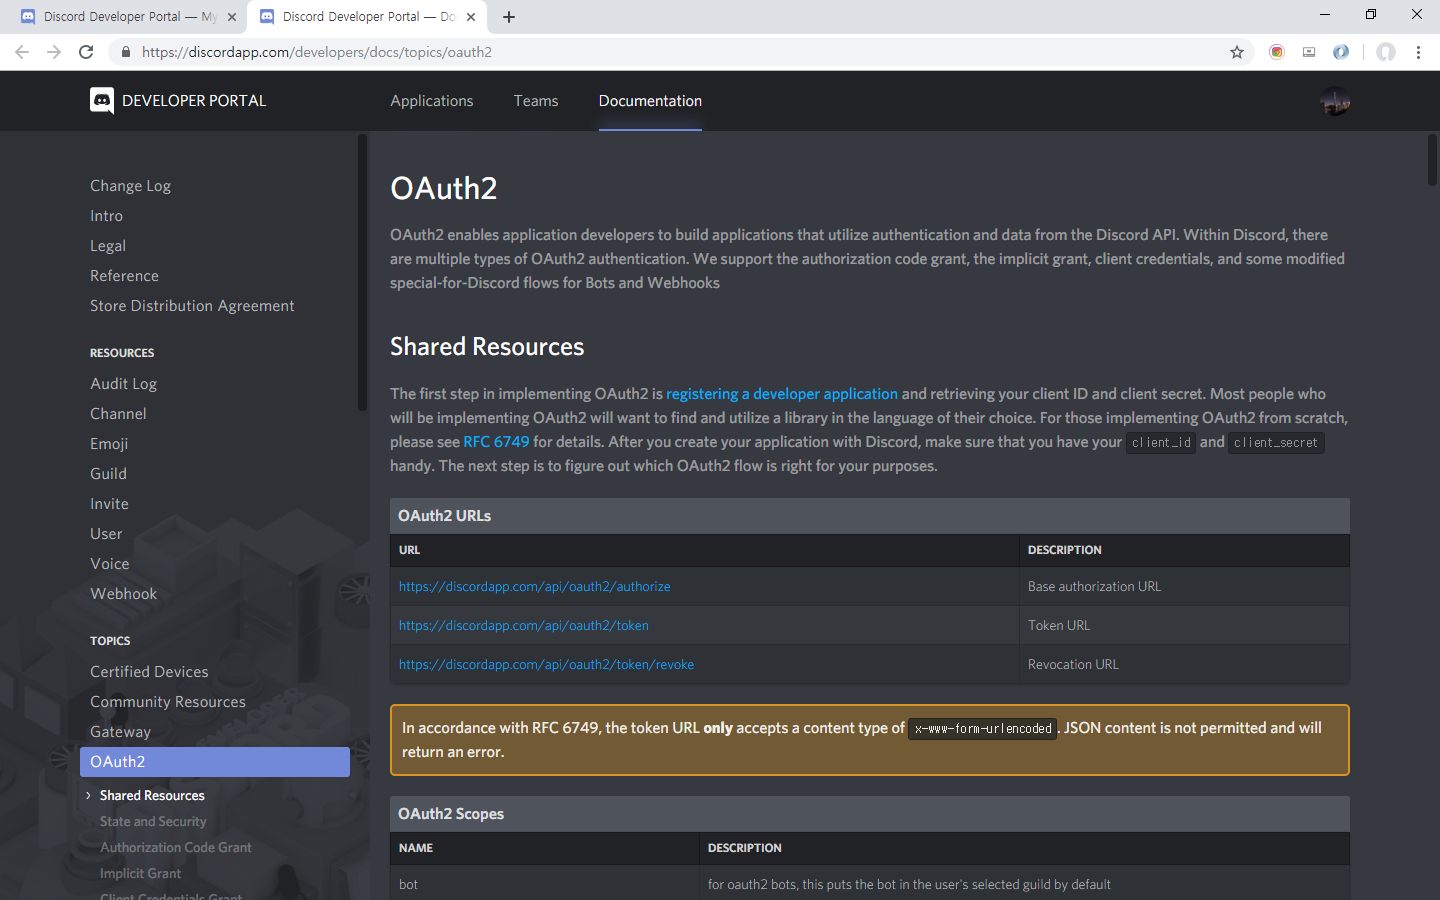 Discord Developer Portal — My
Discord Developer Portal — Do
https://discordapp.com/developers/docs/topics/oauth2
DEVELOPER PORTAL
Applications
Teams
Documentation
Change Log
Intro
Legal
Reference
Store Distribution Agreement
RESOURCES
Audit Log
Channel
Emoji
Guild
Invite
User
Voice
Webhook
TOPICS
Certified Devices
Community Resources
Gateway
OAuth2
Shared Resources
State and Security
Authorization Code Grant
Implicit Grant
Client Credentials Grant
OAuth2
OAuth2 enables application developers to build applications that utilize authentication and data from the Discord API. Within Discord, there
are multiple types of OAuth2 authentication. We support the authorization code grant, the implicit grant, client credentials, and some modified
special-for-Discord flows for Bots and Webhooks
Shared Resources
The first step in implementing OAuth2 is registering a developer application and retrieving your client ID and client secret. Most people who
will be implementing OAuth2 will want to find and utilize a library in the language of their choice. For those implementing OAuth2 from scratch,
please see RFC 6749 for details. After you create your application with Discord, make sure that you have your client_id and client_secret
handy. The next step is to figure out which OAuth2 flow is right for your purposes.
OAuth2 URLs
URL DESCRIPTION
https://discordapp.com/api/oauth2/authorize Base authorization URL
https://discordapp.com/api/oauth2/token Token URL
https://discordapp.com/api/oauth2/token/revoke Revocation URL
In accordance with RFC 6749, the token URL only accepts a content type of x-www-form-urlencoded. JSON content is not permitted and will
return an error.
OAuth2 Scopes
NAME DESCRIPTION
bot for oauth2 bots, this puts the bot in the user's selected guild by default